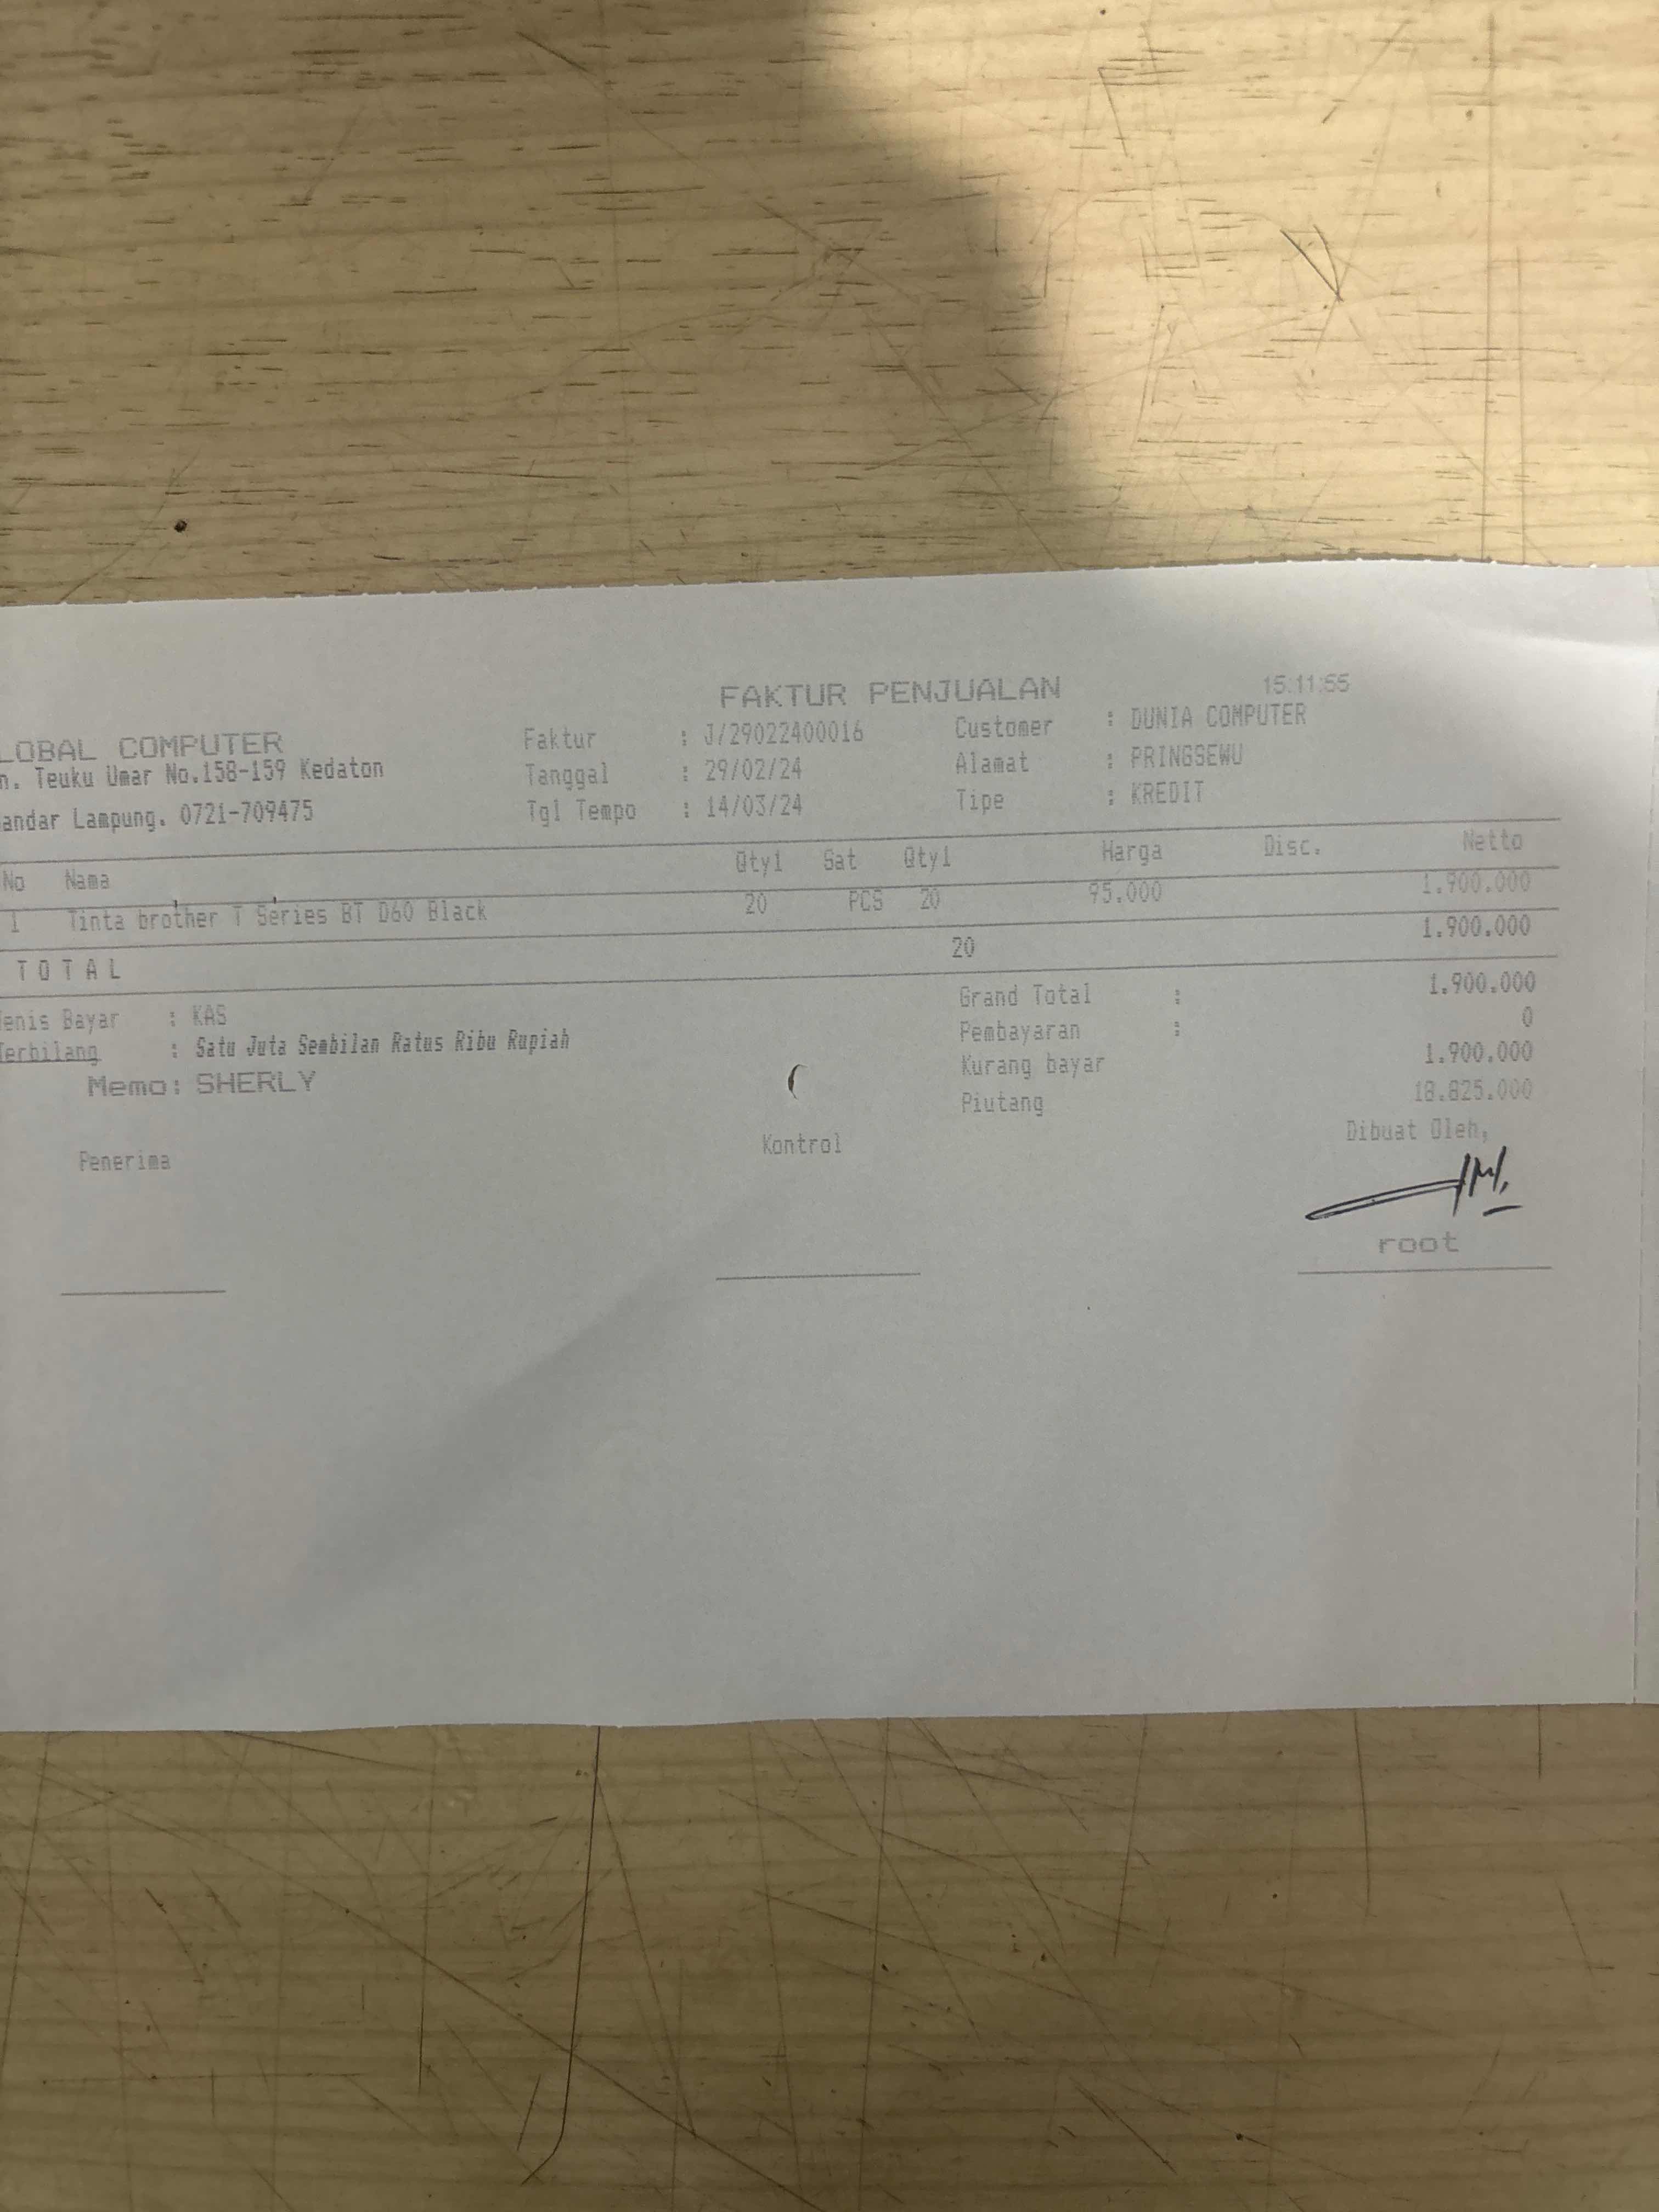 FAKTUR PENJUALAN 15:11:55
LOBAL COMPUTER Faktur : J/29022400016 Customer : DUNIA COMPUTER
n. Teuku Umar No.158-159 Kedaton Tanggal : 29/02/24 Alamat : PRINGSEWU
andar Lampung. 0721-709475 Tgl Tempo : 14/03/24 Tipe : KREDIT
No Nama Qty1 Sat Qty1 Harga Disc. Netto
1 Tinta brother T Series BT D60 Black 20 PCS 20 95.000 1.900.000
T O T A L 20 1.900.000
enis Bayar : KAS Grand Total : 1.900.000
Terbilang : Satu Juta Sembilan Ratus Ribu Rupiah Pembayaran : 0
Memo: SHERLY Kurang bayar 1.900.000
Piutang 18.825.000
Penerima Kontrol Dibuat Oleh,
root